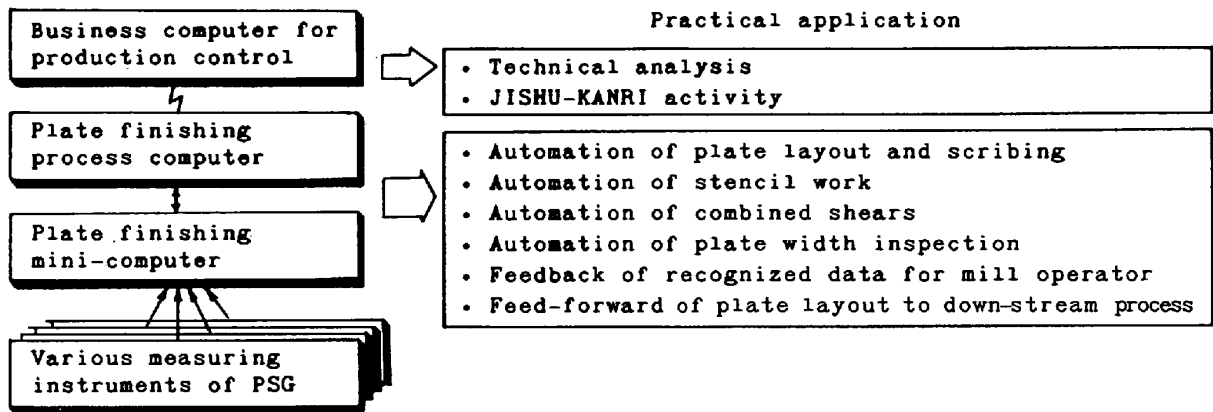 Business computer for
production control
Plate finishing
process computer
Plate finishing
mini-computer
Various measuring
instruments of PSG
Practical application
• Technical analysis
• JISHU-KANRI activity
• Automation of plate layout and scribing
• Automation of stencil work
• Automation of combined shears
• Automation of plate width inspection
• Feedback of recognized data for mill operator
• Feed-forward of plate layout to down-stream process